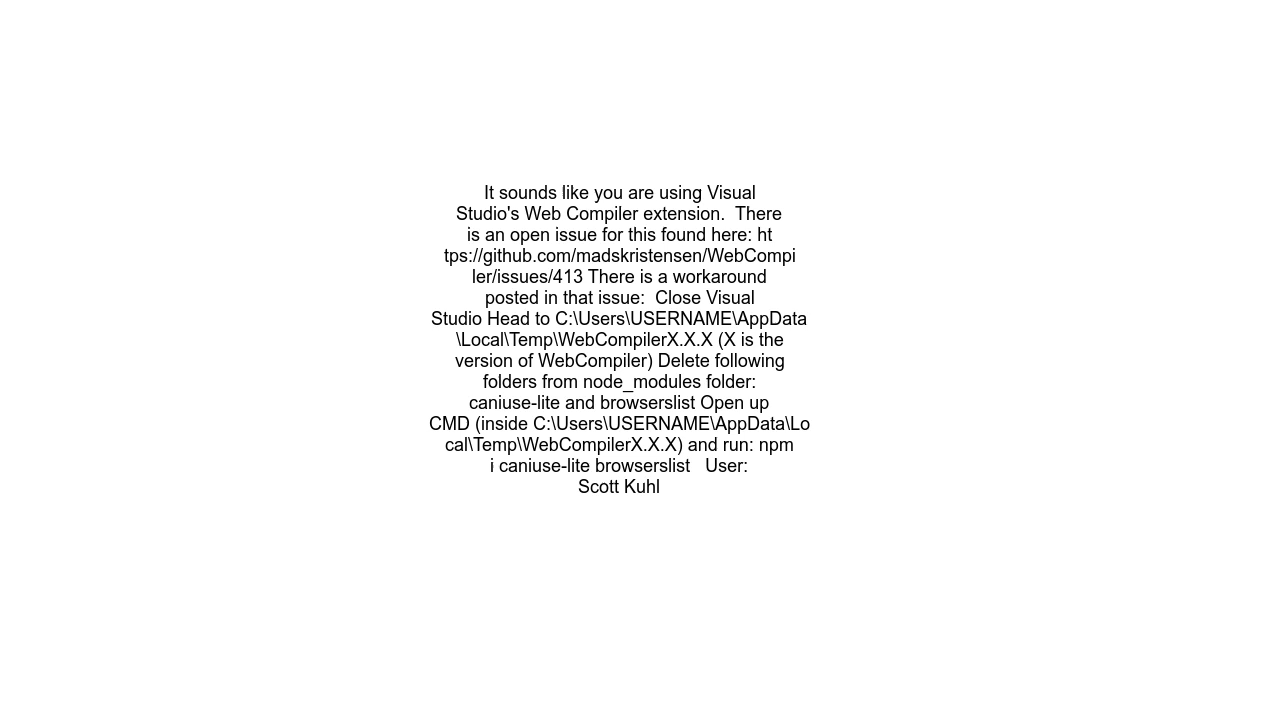 It sounds like you are using Visual
Studio's Web Compiler extension.  There
is an open issue for this found here: ht
tps://github.com/madskristensen/WebCompi
ler/issues/413 There is a workaround
posted in that issue:  Close Visual
Studio Head to C:\Users\USERNAME\AppData
\Local\Temp\WebCompilerX.X.X (X is the
version of WebCompiler) Delete following
folders from node_modules folder:
caniuse-lite and browserslist Open up
CMD (inside C:\Users\USERNAME\AppData\Lo
cal\Temp\WebCompilerX.X.X) and run: npm
i caniuse-lite browserslist   User:
Scott Kuhl